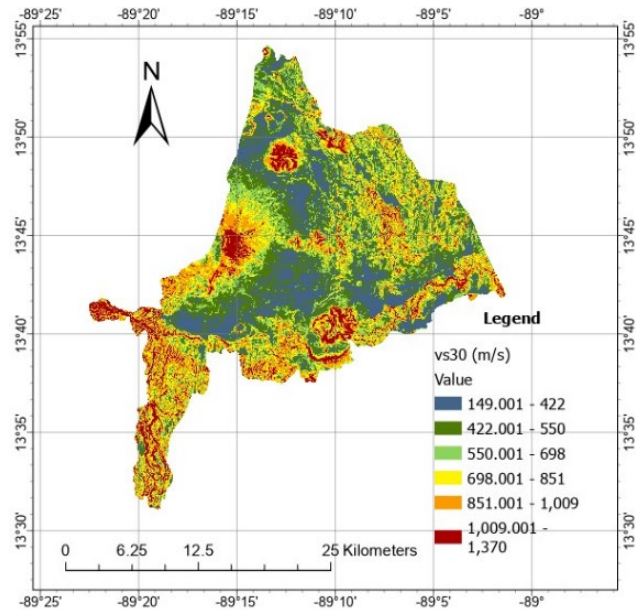 -89°25' -89°20' -89°15' -89°10' -89°5' -89°
13°55' 13°55'
N
13°50' 13°50'
13°45' 13°45'
13°40' 13°40'
13°35' 13°35'
13°30' 13°30'
Legend
vs30 (m/s)
Value
149.001 - 422
422.001 - 550
550.001 - 698
698.001 - 851
851.001 - 1,009
1,009.001 -
1,370
0 6.25 12.5 25 Kilometers
-89°25' -89°20' -89°15' -89°10' -89°5' -89°